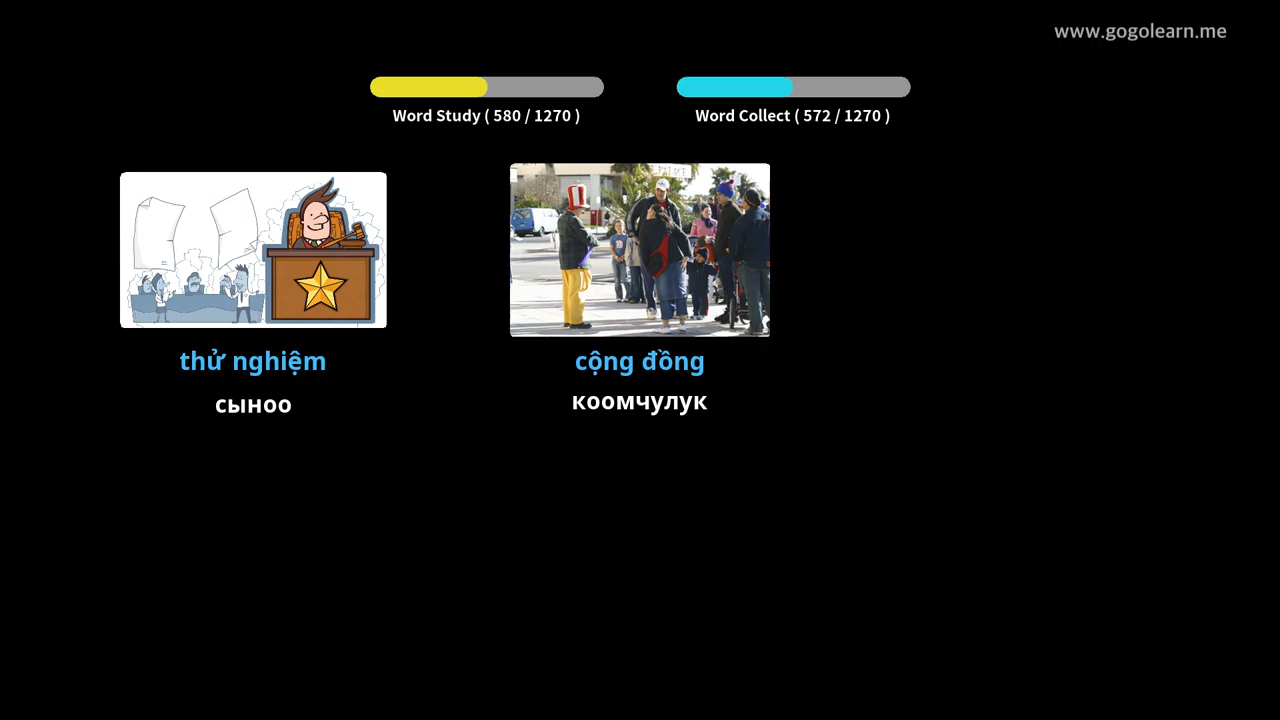 www.gogolearn.me
Word Study ( 580 / 1270 )
Word Collect ( 572 / 1270 )
thử nghiệm
сыноо
cộng đồng
коомчулук